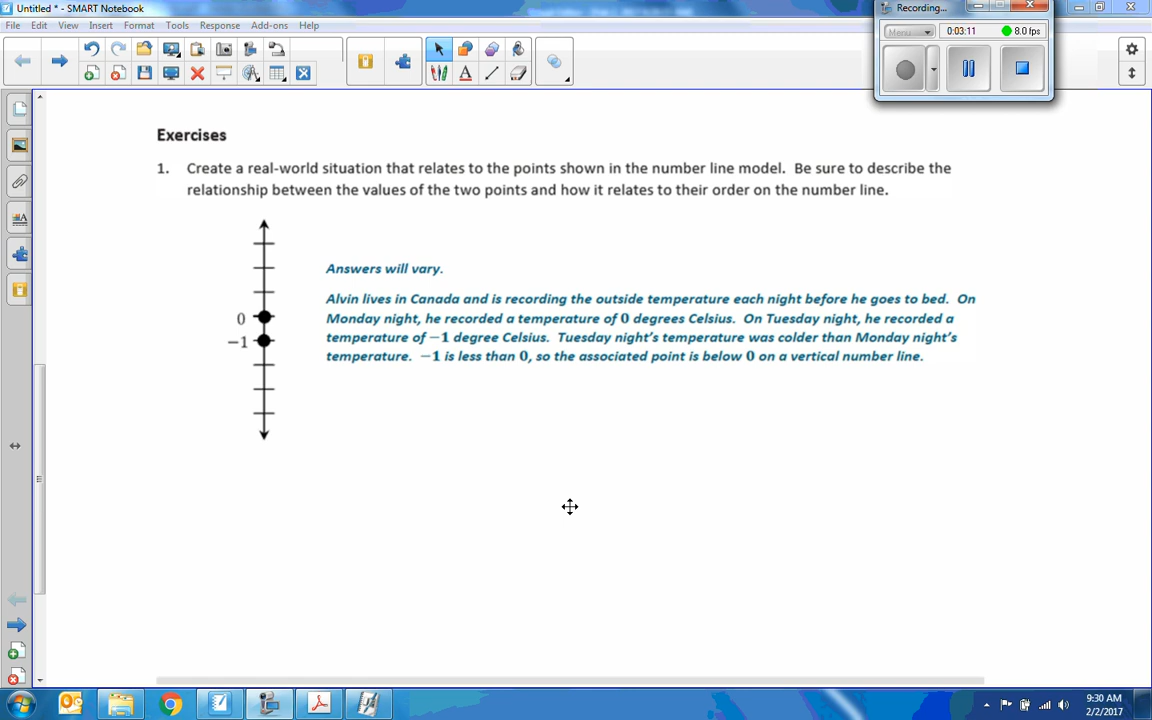 Untitled * - SMART Notebook
Recording...
File Edit View Insert Format Tools Response Add-ons Help
Menu 0:03:11 8.0 fps
Exercises
1. Create a real-world situation that relates to the points shown in the number line model. Be sure to describe the
relationship between the values of the two points and how it relates to their order on the number line.
Answers will vary.
Alvin lives in Canada and is recording the outside temperature each night before he goes to bed. On
Monday night, he recorded a temperature of 0 degrees Celsius. On Tuesday night, he recorded a
temperature of −1 degree Celsius. Tuesday night's temperature was colder than Monday night's
temperature. −1 is less than 0, so the associated point is below 0 on a vertical number line.
0
−1
9:30 AM
2/2/2017